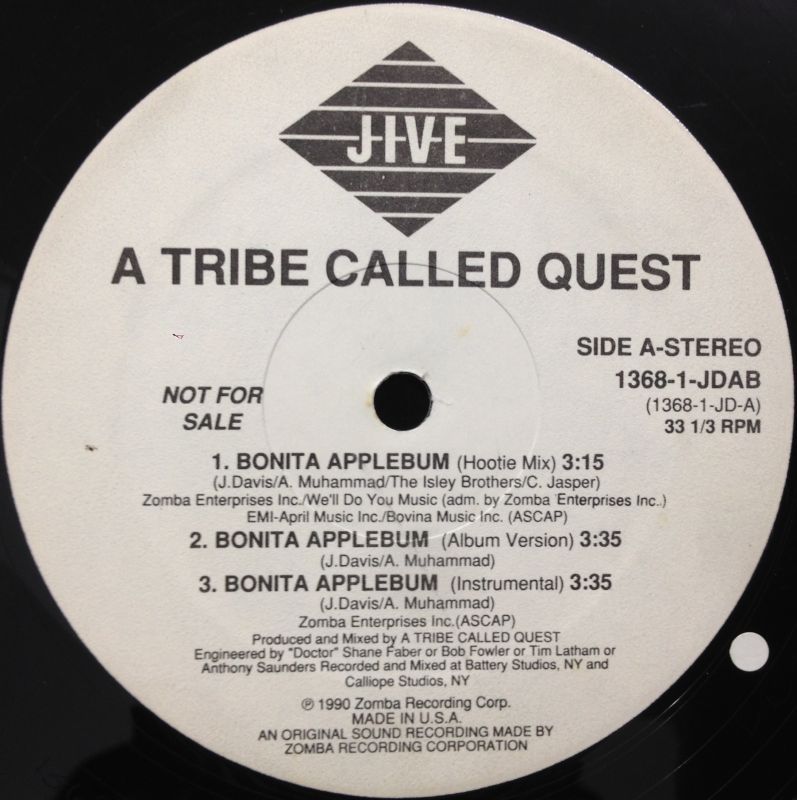 J-I-V-E
A TRIBE CALLED QUEST
SIDE A-STEREO
1368-1-JDAB
(1368-1-JD-A)
33 1/3 RPM
NOT FOR
SALE
1. BONITA APPLEBUM (Hootie Mix) 3:15
(J.Davis/A. Muhammad/The Isley Brothers/C. Jasper)
Zomba Enterprises Inc./We'll Do You Music (adm. by Zomba Enterprises Inc.)
EMI-April Music Inc./Bovina Music Inc. (ASCAP)
2. BONITA APPLEBUM (Album Version) 3:35
(J.Davis/A. Muhammad)
3. BONITA APPLEBUM (Instrumental) 3:35
(J.Davis/A. Muhammad)
Zomba Enterprises Inc.(ASCAP)
Produced and Mixed by A TRIBE CALLED QUEST
Engineered by "Doctor" Shane Faber or Bob Fowler or Tim Latham or
Anthony Saunders Recorded and Mixed at Battery Studios, NY and
Calliope Studios, NY
℗ 1990 Zomba Recording Corp.
MADE IN U.S.A.
AN ORIGINAL SOUND RECORDING MADE BY
ZOMBA RECORDING CORPORATION